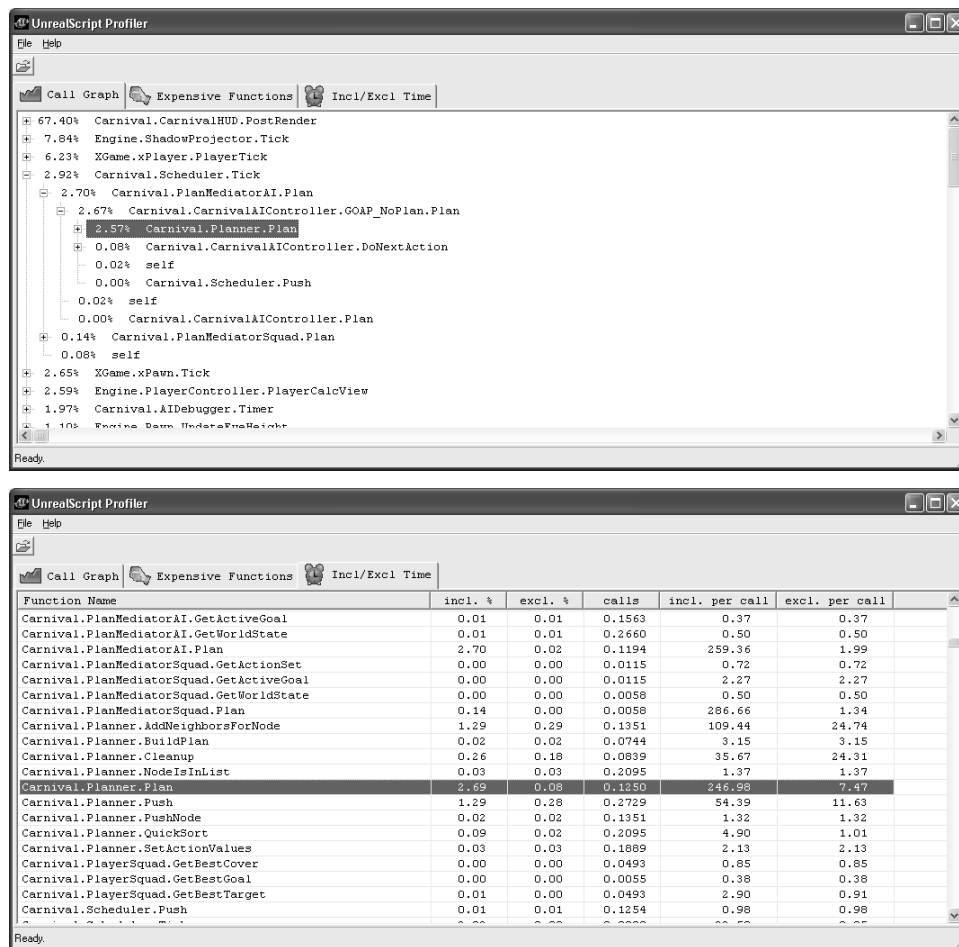 UnrealScript Profiler
File Help
Call Graph Expensive Functions Incl/Excl Time
67.40% Carnival.CarnivalHUD.PostRender
7.84% Engine.ShadowProjector.Tick
6.23% XGame.xPlayer.PlayerTick
2.92% Carnival.Scheduler.Tick
2.70% Carnival.PlanMediatorAI.Plan
2.67% Carnival.CarnivalAIController.GOAP_NoPlan.Plan
2.57% Carnival.Planner.Plan
0.08% Carnival.CarnivalAIController.DoNextAction
0.02% self
0.00% Carnival.Scheduler.Push
0.02% self
0.00% Carnival.CarnivalAIController.Plan
0.14% Carnival.PlanMediatorSquad.Plan
0.08% self
2.65% XGame.xPawn.Tick
2.59% Engine.PlayerController.PlayerCalcView
1.97% Carnival.AIDebugger.Timer
1.10% Engine.Pawn.UpdateEyeHeight
Ready.
UnrealScript Profiler
File Help
Call Graph Expensive Functions Incl/Excl Time
Function Name incl. % excl. % calls incl. per call excl. per call
Carnival.PlanMediatorAI.GetActiveGoal 0.01 0.01 0.1563 0.37 0.37
Carnival.PlanMediatorAI.GetWorldState 0.01 0.01 0.2660 0.50 0.50
Carnival.PlanMediatorAI.Plan 2.70 0.02 0.1194 259.36 1.99
Carnival.PlanMediatorSquad.GetActionSet 0.00 0.00 0.0115 0.72 0.72
Carnival.PlanMediatorSquad.GetActiveGoal 0.00 0.00 0.0115 2.27 2.27
Carnival.PlanMediatorSquad.GetWorldState 0.00 0.00 0.0058 0.50 0.50
Carnival.PlanMediatorSquad.Plan 0.14 0.00 0.0058 286.66 1.34
Carnival.Planner.AddNeighborsForNode 1.29 0.29 0.1351 109.44 24.74
Carnival.Planner.BuildPlan 0.02 0.02 0.0744 3.15 3.15
Carnival.Planner.Cleanup 0.26 0.18 0.0839 35.67 24.31
Carnival.Planner.NodeIsInList 0.03 0.03 0.2095 1.37 1.37
Carnival.Planner.Plan 2.69 0.08 0.1250 246.98 7.47
Carnival.Planner.Push 1.29 0.28 0.2729 54.39 11.63
Carnival.Planner.PushNode 0.02 0.02 0.1351 1.32 1.32
Carnival.Planner.QuickSort 0.09 0.02 0.2095 4.90 1.01
Carnival.Planner.SetActionValues 0.03 0.03 0.1889 2.13 2.13
Carnival.PlayerSquad.GetBestCover 0.00 0.00 0.0493 0.85 0.85
Carnival.PlayerSquad.GetBestGoal 0.00 0.00 0.0055 0.38 0.38
Carnival.PlayerSquad.GetBestTarget 0.01 0.00 0.0493 2.90 0.91
Carnival.Scheduler.Push 0.01 0.01 0.1254 0.98 0.98
Ready.